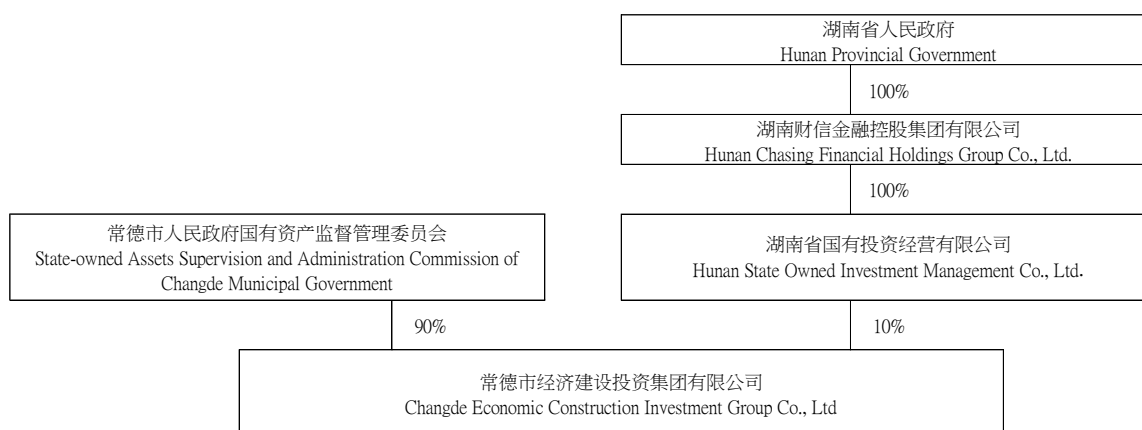 湖南省人民政府
Hunan Provincial Government
100%
湖南财信金融控股集团有限公司
Hunan Chasing Financial Holdings Group Co., Ltd.
100%
常德市人民政府国有资产监督管理委员会
State-owned Assets Supervision and Administration Commission of
Changde Municipal Government
湖南省国有投资经营有限公司
Hunan State Owned Investment Management Co., Ltd.
90%
10%
常德市经济建设投资集团有限公司
Changde Economic Construction Investment Group Co., Ltd